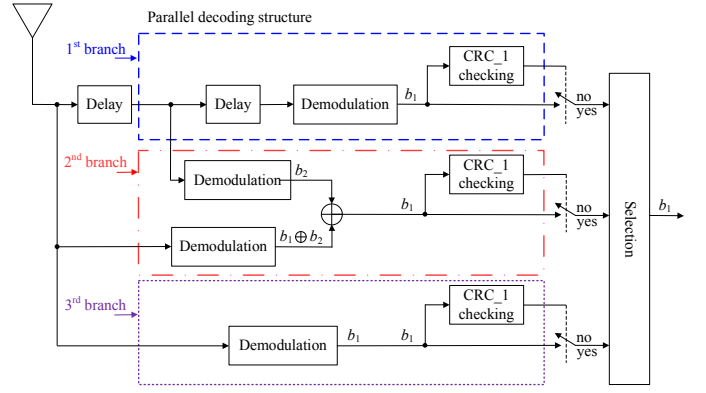 Parallel decoding structure
1st branch
Delay
Delay
Demodulation
b1
CRC_1
checking
no
yes
2nd branch
Demodulation
b2
Demodulation
b1 ⊕ b2
b1
CRC_1
checking
no
yes
3rd branch
Demodulation
b1
b1
CRC_1
checking
no
yes
Selection
b1